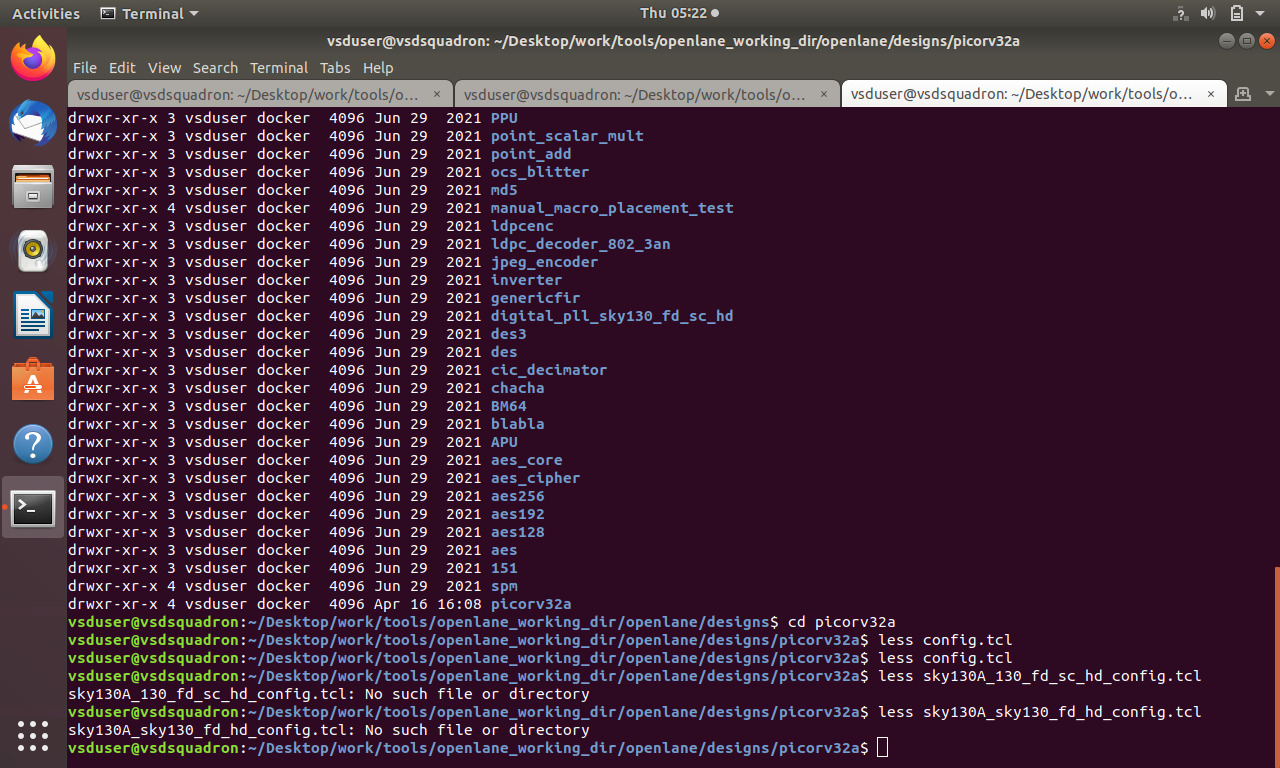 Activities Terminal Thu 05:22
vsduser@vsdsquadron: ~/Desktop/work/tools/openlane_working_dir/openlane/designs/picorv32a
File Edit View Search Terminal Tabs Help
vsduser@vsdsquadron: ~/Desktop/work/tools/o… × vsduser@vsdsquadron: ~/Desktop/work/tools/o… × vsduser@vsdsquadron: ~/Desktop/work/tools/o… ×
drwxr-xr-x 3 vsduser docker  4096 Jun 29  2021 PPU
drwxr-xr-x 3 vsduser docker  4096 Jun 29  2021 point_scalar_mult
drwxr-xr-x 3 vsduser docker  4096 Jun 29  2021 point_add
drwxr-xr-x 3 vsduser docker  4096 Jun 29  2021 ocs_blitter
drwxr-xr-x 3 vsduser docker  4096 Jun 29  2021 md5
drwxr-xr-x 4 vsduser docker  4096 Jun 29  2021 manual_macro_placement_test
drwxr-xr-x 3 vsduser docker  4096 Jun 29  2021 ldpcenc
drwxr-xr-x 3 vsduser docker  4096 Jun 29  2021 ldpc_decoder_802_3an
drwxr-xr-x 3 vsduser docker  4096 Jun 29  2021 jpeg_encoder
drwxr-xr-x 3 vsduser docker  4096 Jun 29  2021 inverter
drwxr-xr-x 3 vsduser docker  4096 Jun 29  2021 genericfir
drwxr-xr-x 3 vsduser docker  4096 Jun 29  2021 digital_pll_sky130_fd_sc_hd
drwxr-xr-x 3 vsduser docker  4096 Jun 29  2021 des3
drwxr-xr-x 3 vsduser docker  4096 Jun 29  2021 des
drwxr-xr-x 3 vsduser docker  4096 Jun 29  2021 cic_decimator
drwxr-xr-x 3 vsduser docker  4096 Jun 29  2021 chacha
drwxr-xr-x 3 vsduser docker  4096 Jun 29  2021 BM64
drwxr-xr-x 3 vsduser docker  4096 Jun 29  2021 blabla
drwxr-xr-x 3 vsduser docker  4096 Jun 29  2021 APU
drwxr-xr-x 3 vsduser docker  4096 Jun 29  2021 aes_core
drwxr-xr-x 3 vsduser docker  4096 Jun 29  2021 aes_cipher
drwxr-xr-x 3 vsduser docker  4096 Jun 29  2021 aes256
drwxr-xr-x 3 vsduser docker  4096 Jun 29  2021 aes192
drwxr-xr-x 3 vsduser docker  4096 Jun 29  2021 aes128
drwxr-xr-x 3 vsduser docker  4096 Jun 29  2021 aes
drwxr-xr-x 3 vsduser docker  4096 Jun 29  2021 151
drwxr-xr-x 4 vsduser docker  4096 Jun 29  2021 spm
drwxr-xr-x 4 vsduser docker  4096 Apr 16 16:08 picorv32a
vsduser@vsdsquadron:~/Desktop/work/tools/openlane_working_dir/openlane/designs$ cd picorv32a
vsduser@vsdsquadron:~/Desktop/work/tools/openlane_working_dir/openlane/designs/picorv32a$ less config.tcl
vsduser@vsdsquadron:~/Desktop/work/tools/openlane_working_dir/openlane/designs/picorv32a$ less config.tcl
vsduser@vsdsquadron:~/Desktop/work/tools/openlane_working_dir/openlane/designs/picorv32a$ less sky130A_130_fd_sc_hd_config.tcl
sky130A_130_fd_sc_hd_config.tcl: No such file or directory
vsduser@vsdsquadron:~/Desktop/work/tools/openlane_working_dir/openlane/designs/picorv32a$ less sky130A_sky130_fd_hd_config.tcl
sky130A_sky130_fd_hd_config.tcl: No such file or directory
vsduser@vsdsquadron:~/Desktop/work/tools/openlane_working_dir/openlane/designs/picorv32a$